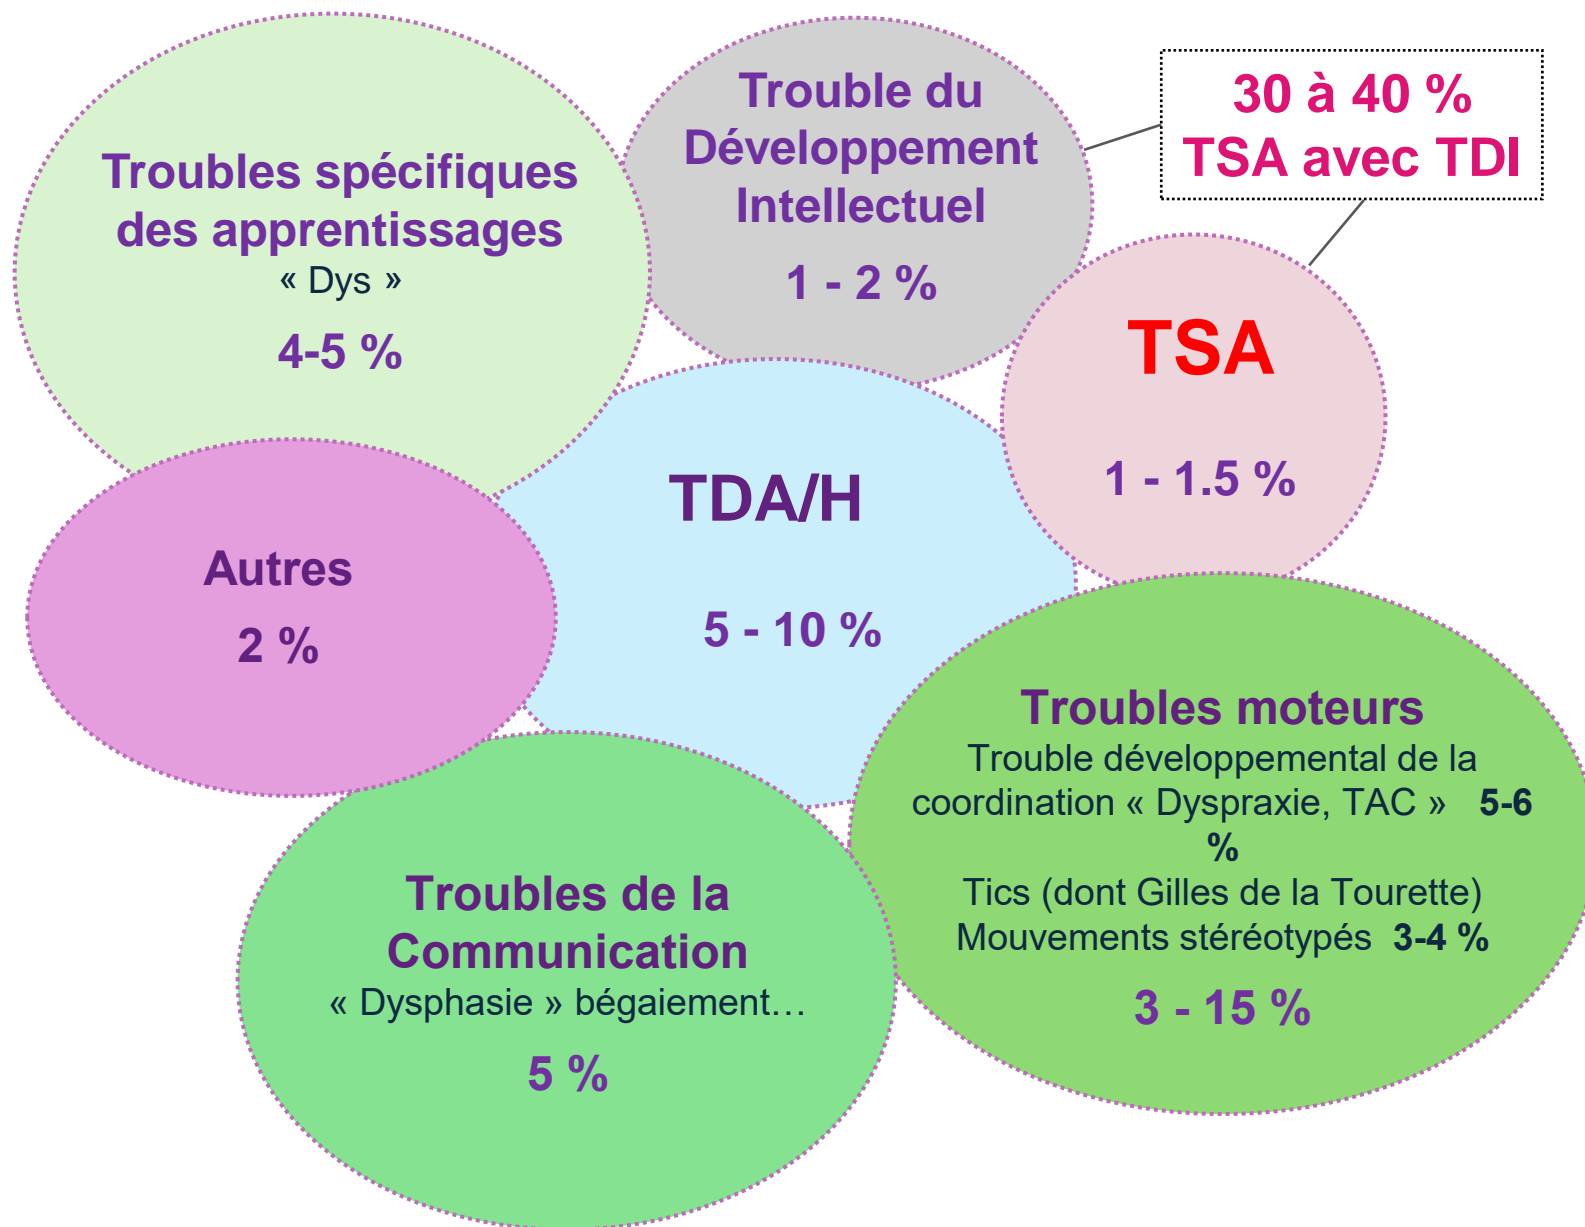 Troubles spécifiques
des apprentissages
« Dys »
4-5 %
Trouble du
Développement
Intellectuel
1 - 2 %
30 à 40 %
TSA avec TDI
TSA
1 - 1.5 %
TDA/H
5 - 10 %
Autres
2 %
Troubles moteurs
Trouble développemental de la
coordination « Dyspraxie, TAC » 5-6
%
Tics (dont Gilles de la Tourette)
Mouvements stéréotypés 3-4 %
3 - 15 %
Troubles de la
Communication
« Dysphasie » bégaiement…
5 %